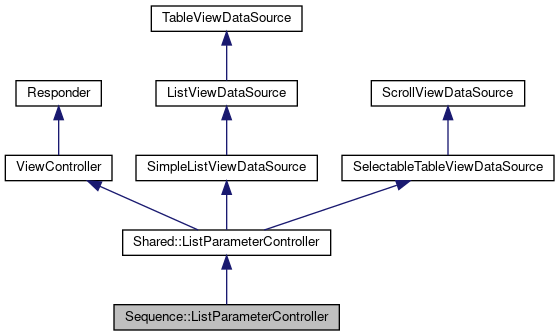 TableViewDataSource
Responder
ListViewDataSource
ScrollViewDataSource
ViewController
SimpleListViewDataSource
SelectableTableViewDataSource
Shared::ListParameterController
Sequence::ListParameterController